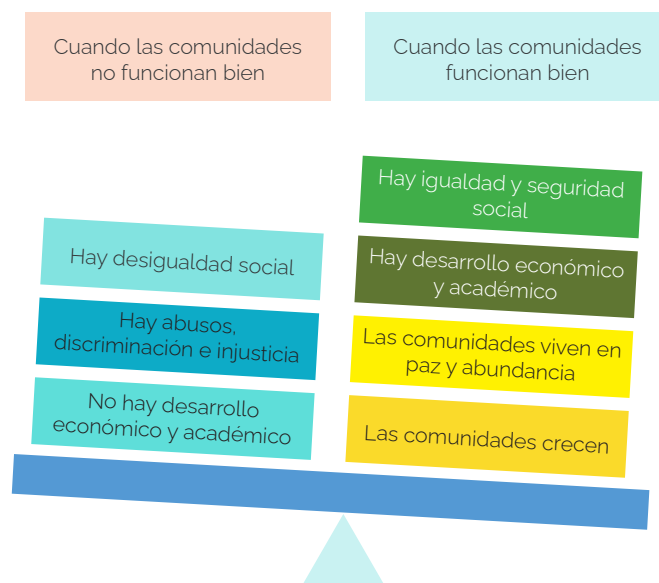 Cuando las comunidades
no funcionan bien
Cuando las comunidades
funcionan bien
Hay desigualdad social
Hay abusos,
discriminación e injusticia
No hay desarrollo
económico y académico
Hay igualdad y seguridad
social
Hay desarrollo económico
y académico
Las comunidades viven en
paz y abundancia
Las comunidades crecen